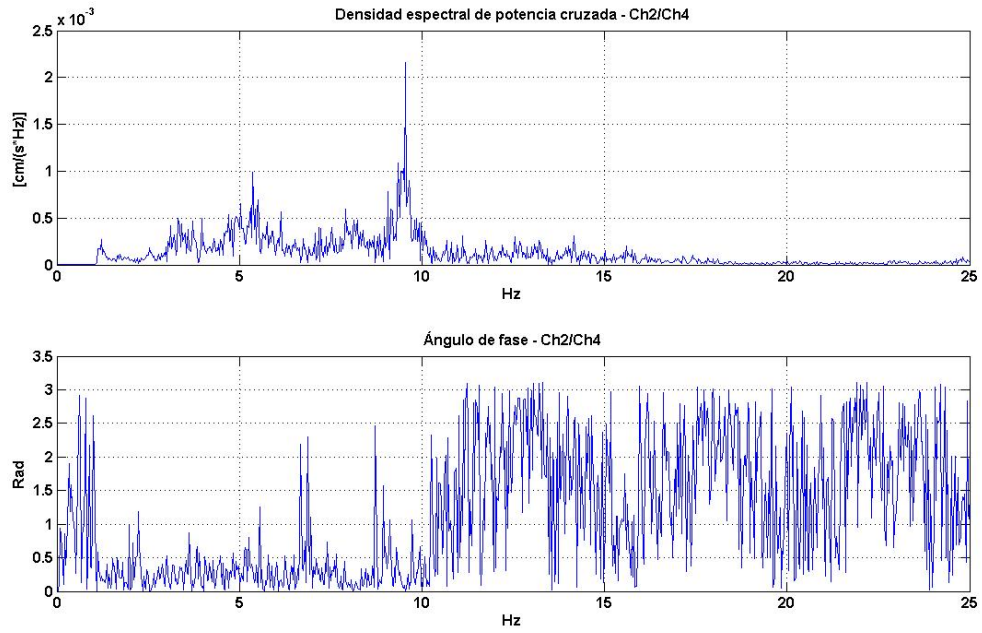 Densidad espectral de potencia cruzada - Ch2/Ch4
x 10^-3
2.5
2
1.5
1
0.5
0
[cm/(s*Hz)]
0 5 10 15 20 25
Hz
Ángulo de fase - Ch2/Ch4
3.5
3
2.5
2
1.5
1
0.5
0
Rad
0 5 10 15 20 25
Hz